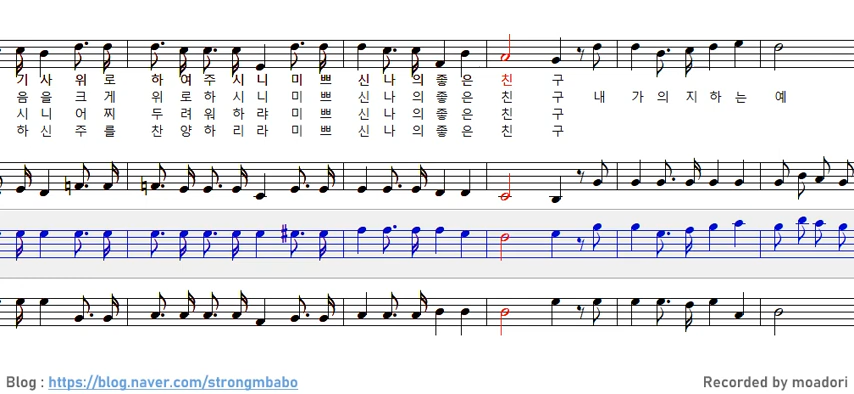 기 사 위 로 하 여 주 시 니 미 쁘 신 나 의 좋 은 친 구
음 을 크 게 위 로 하 시 니 미 쁘 신 나 의 좋 은 친 구 내 가 의 지 하 는 예
시 니 어 찌 두 려 워 하 랴 미 쁘 신 나 의 좋 은 친 구
하 신 주 를 찬 양 하 리 라 미 쁘 신 나 의 좋 은 친 구
Blog : https://blog.naver.com/strongmbabo Recorded by moadori